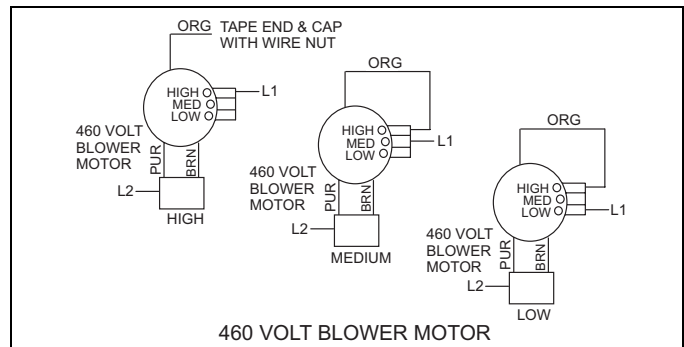 ORG TAPE END & CAP
WITH WIRE NUT
HIGH
MED
LOW
L1
460 VOLT
BLOWER
MOTOR
PUR
BRN
L2
HIGH
ORG
HIGH
MED
LOW
L1
460 VOLT
BLOWER
MOTOR
PUR
BRN
L2
MEDIUM
ORG
HIGH
MED
LOW
L1
460 VOLT
BLOWER
MOTOR
PUR
BRN
L2
LOW
460 VOLT BLOWER MOTOR